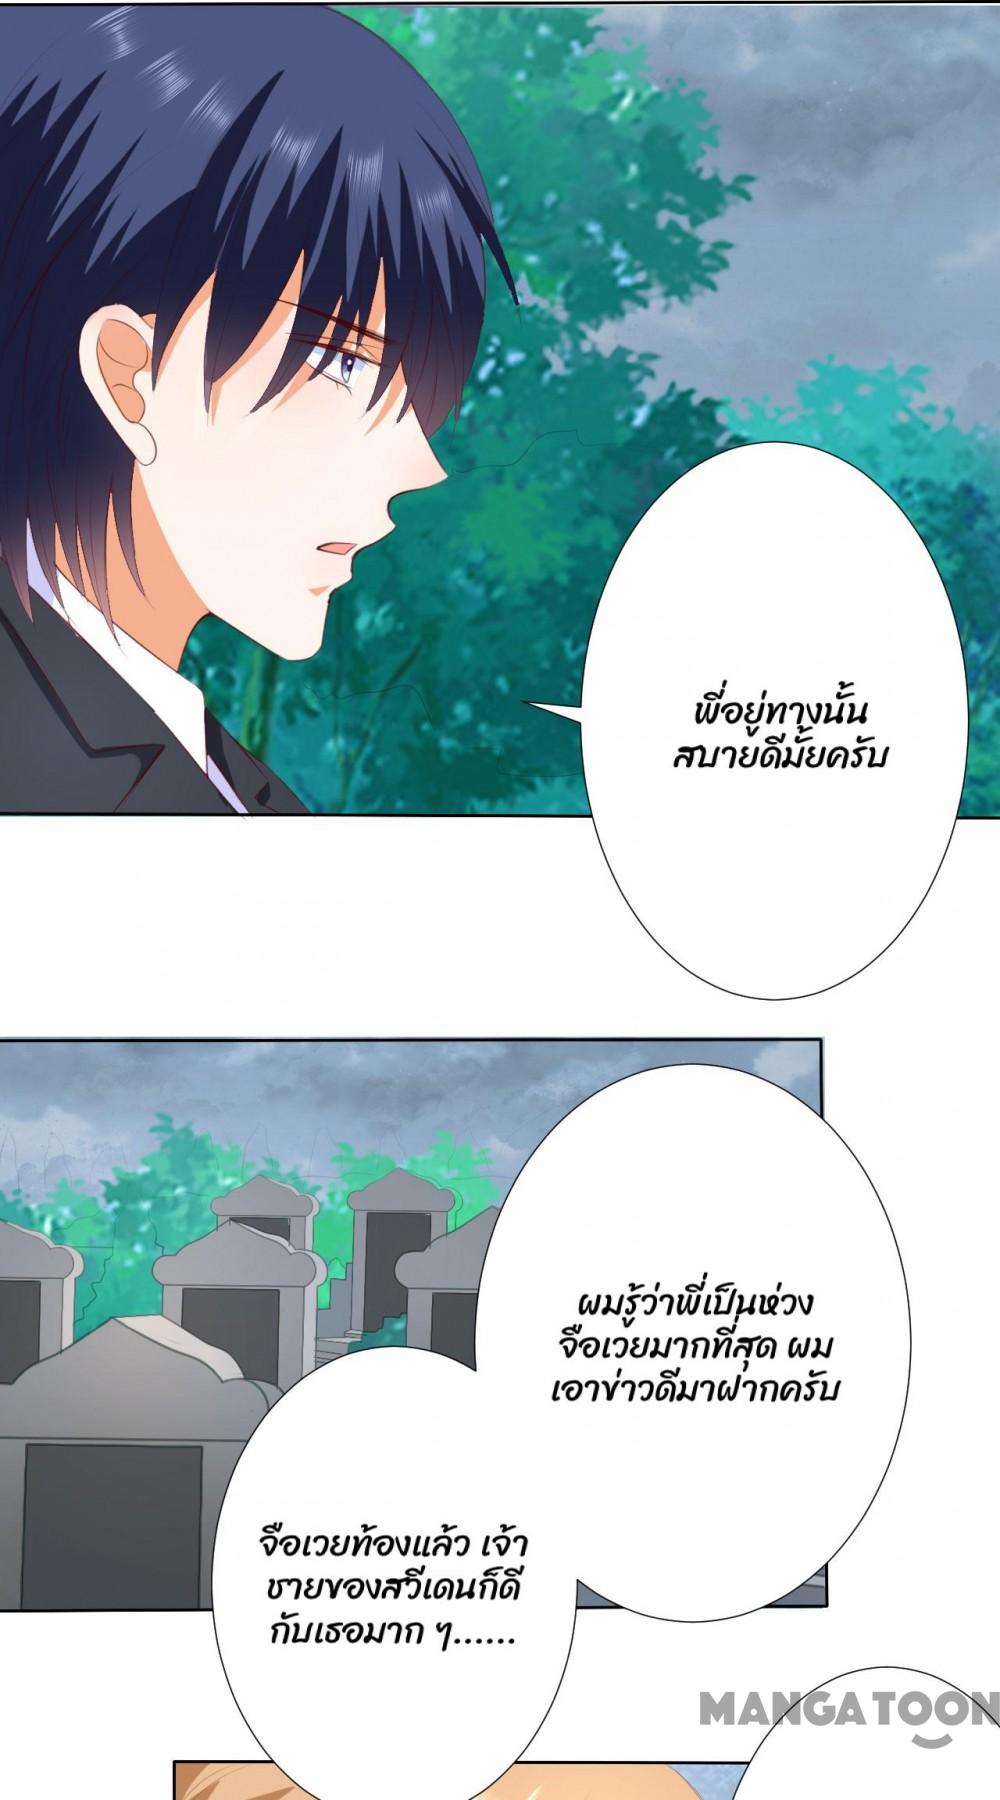 พี่อยู่ทางนั้น
สบายดีมั้ยครับ
ผมรู้ว่าพี่เป็นห่วง
จือเวยมากที่สุด ผม
เอาข่าวดีมาฝากครับ
จือเวยท้องแล้ว เจ้า
ชายของสวีเดนก็ดี
กับเธอมาก ๆ......
MANGATOON